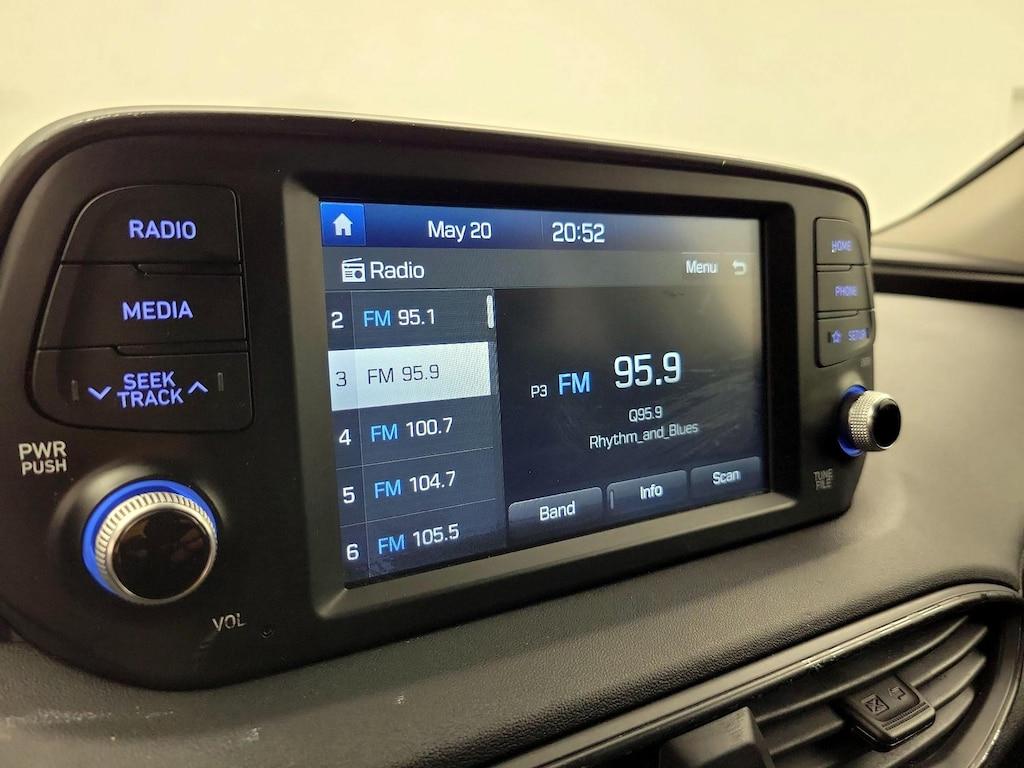 RADIO
MEDIA
SEEK
TRACK
PWR
PUSH
VOL
May 20 20:52
Radio Menu
2 FM 95.1
3 FM 95.9
4 FM 100.7
5 FM 104.7
6 FM 105.5
P3 FM 95.9
Q95.9
Rhythm_and_Blues
Band Info Scan
HOME
PHONE
SETUP
TUNE
FILE